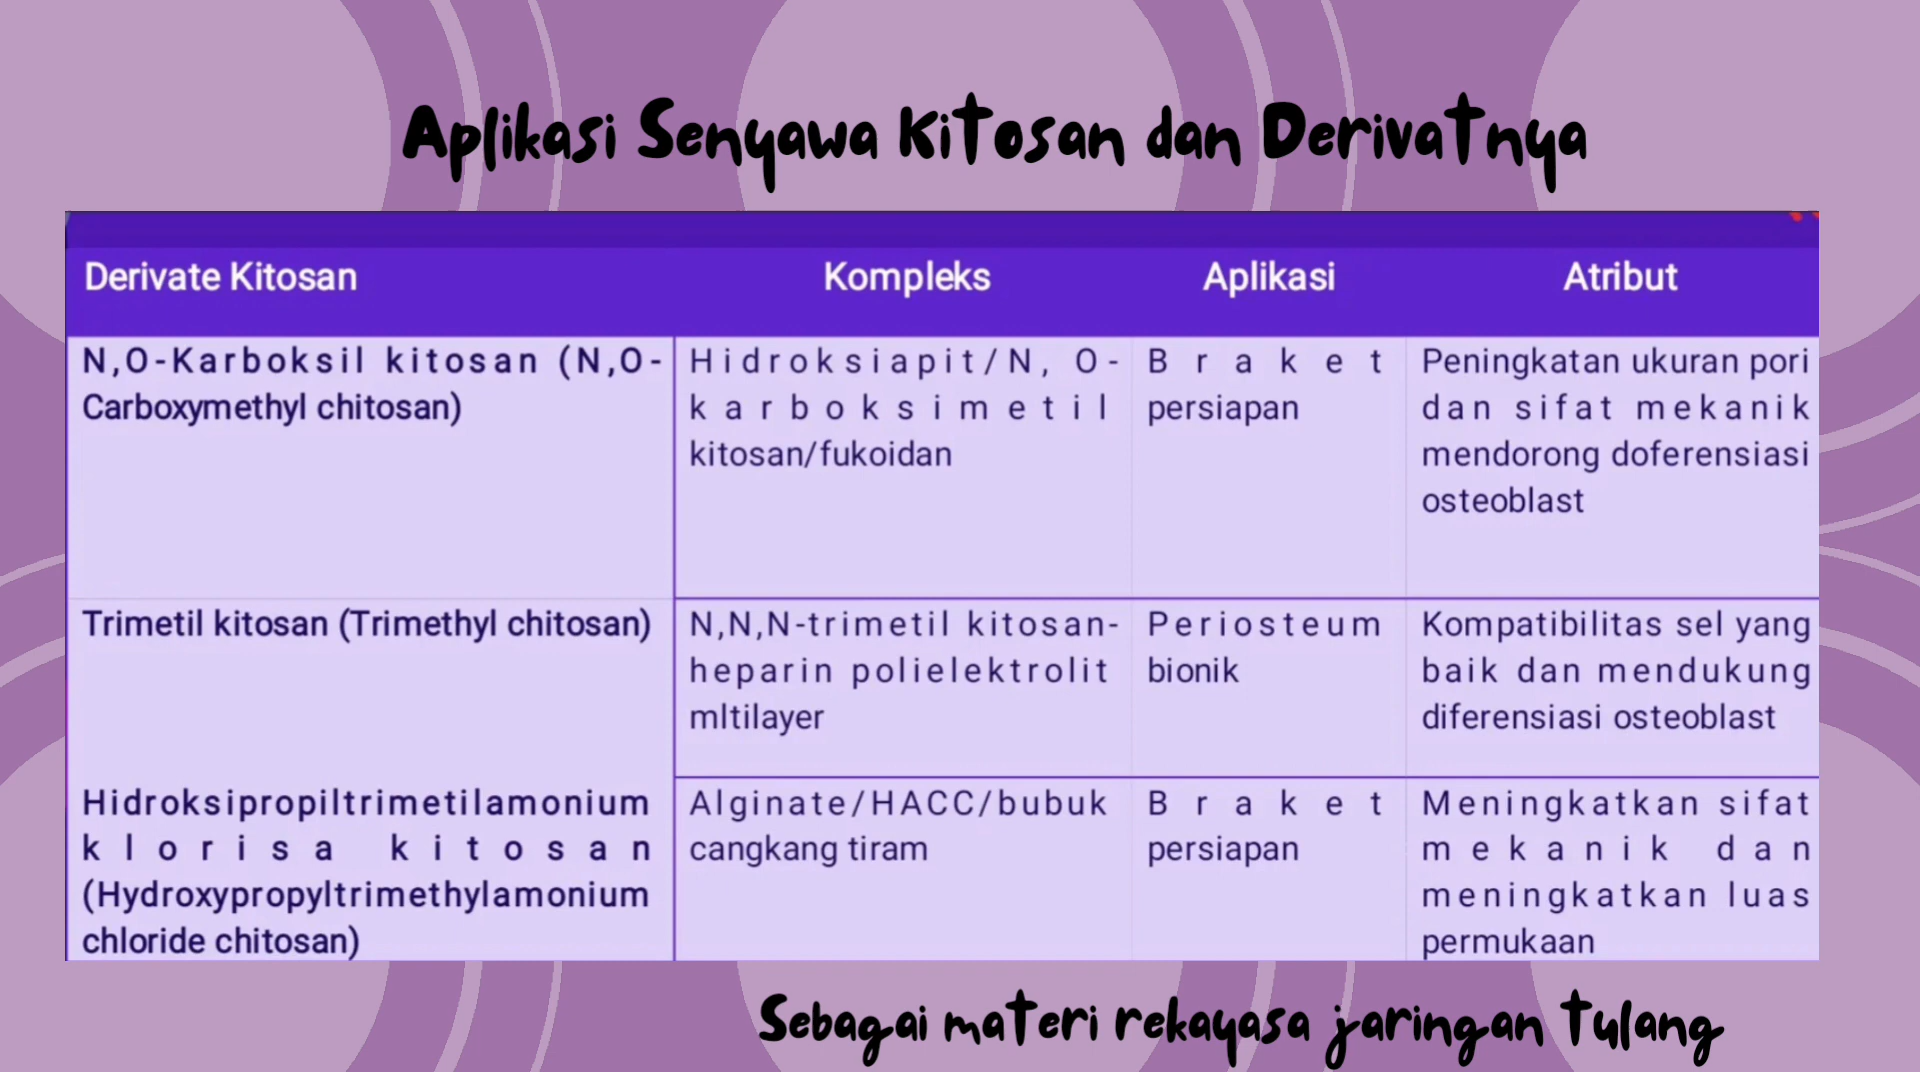 Aplikasi Senyawa Kitosan dan Derivatnya
Derivate Kitosan
Kompleks
Aplikasi
Atribut
N,O-Karboksil kitosan (N,O-
Carboxymethyl chitosan)
Hidroksiapit/N, O-
karboksimetil
kitosan/fukoidan
Braket
persiapan
Peningkatan ukuran pori
dan sifat mekanik
mendorong doferensiasi
osteoblast
Trimetil kitosan (Trimethyl chitosan)
N,N,N-trimetil kitosan-
heparin polielektrolit
mltilayer
Periosteum
bionik
Kompatibilitas sel yang
baik dan mendukung
diferensiasi osteoblast
Hidroksipropiltrimetilamonium
klorisa kitosan
(Hydroxypropyltrimethylamonium
chloride chitosan)
Alginate/HACC/bubuk
cangkang tiram
Braket
persiapan
Meningkatkan sifat
mekanik dan
meningkatkan luas
permukaan
Sebagai materi rekayasa jaringan tulang